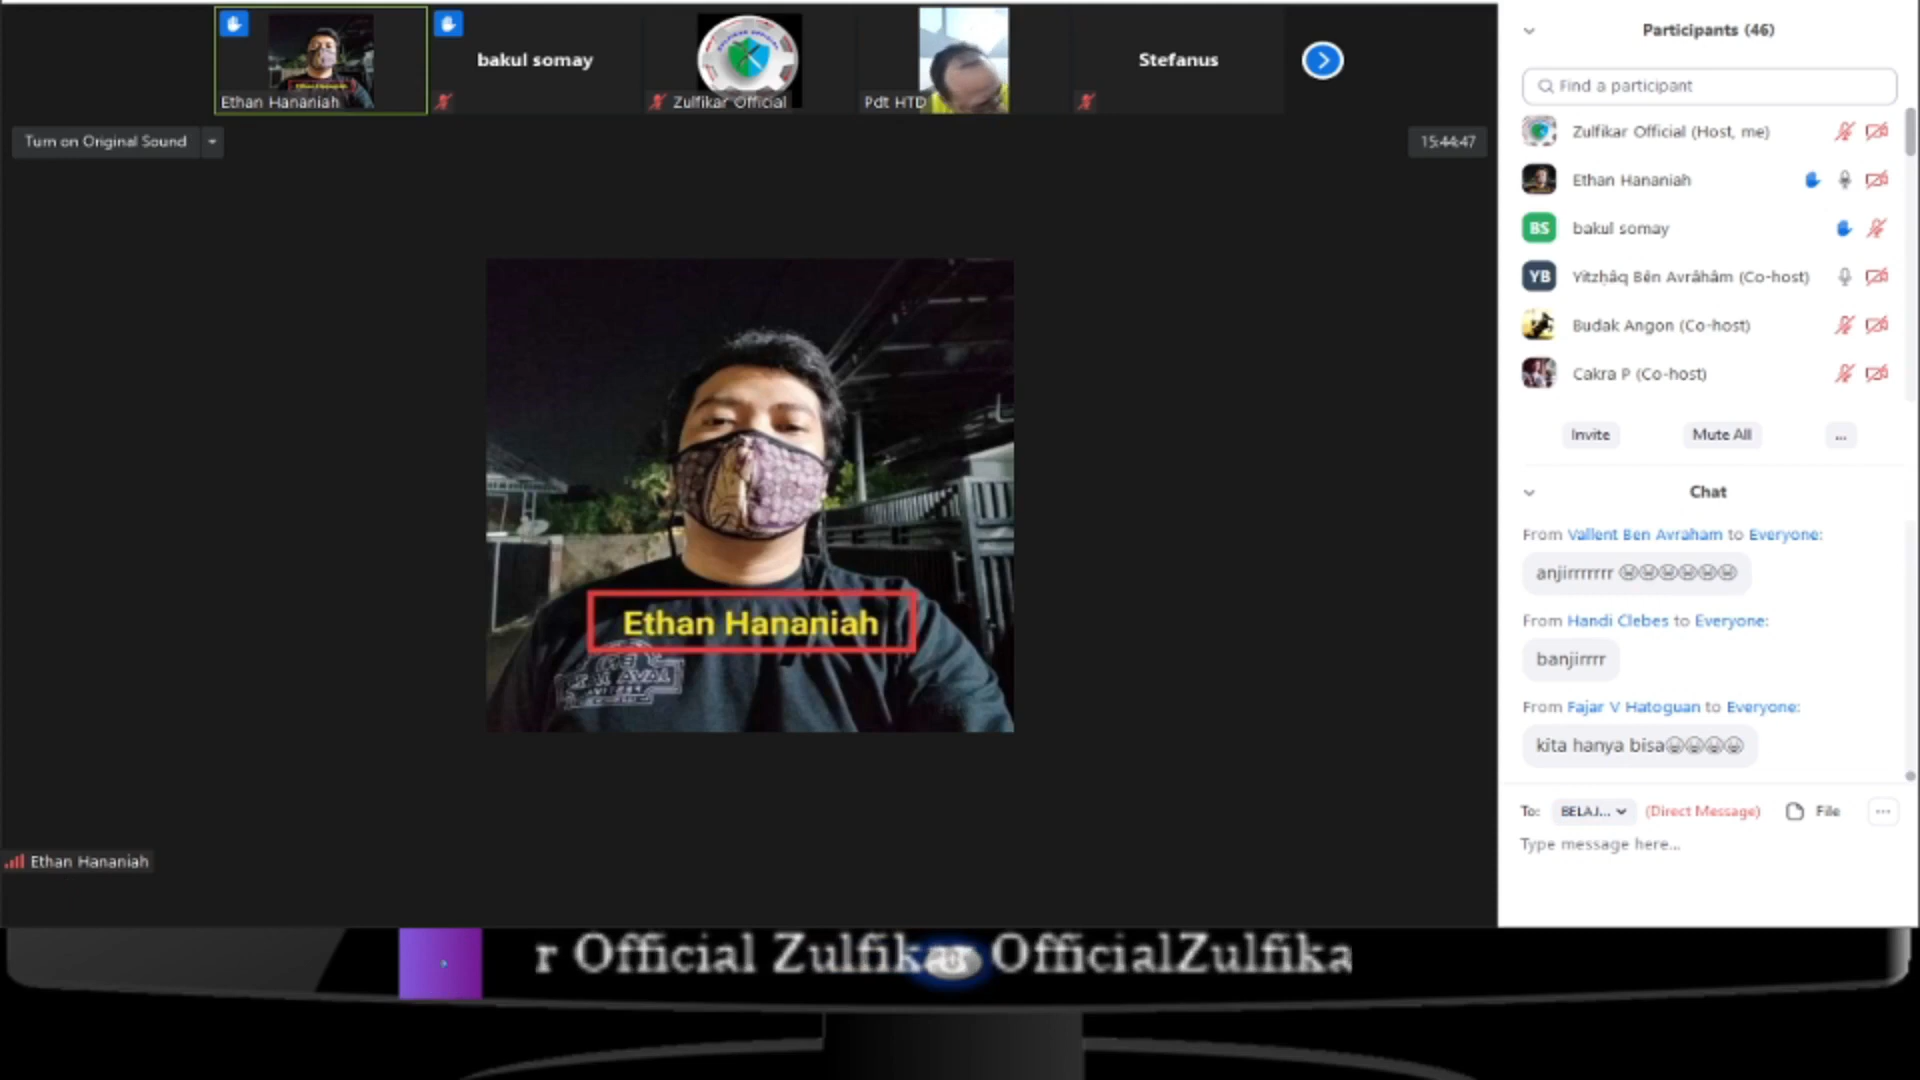 Ethan Hananiah
bakul somay
Zulfikar Official
Pdt HTD
Stefanus
Turn on Original Sound
15:44:47
Ethan Hananiah
Ethan Hananiah
r Official Zulfikar OfficialZulfika
Participants (46)
Find a participant
Zulfikar Official (Host, me)
Ethan Hananiah
BS bakul somay
YB Yitzhâq Bên Avrâhâm (Co-host)
Budak Angon (Co-host)
Cakra P (Co-host)
Invite Mute All ...
Chat
From Vallent Ben Avraham to Everyone:
anjirrrrrrr 😭😭😭😭😭😭
From Handi Clebes to Everyone:
banjirrrr
From Fajar V Hatoguan to Everyone:
kita hanya bisa😂😂😂😂
To: BELAJ... (Direct Message) File ...
Type message here...